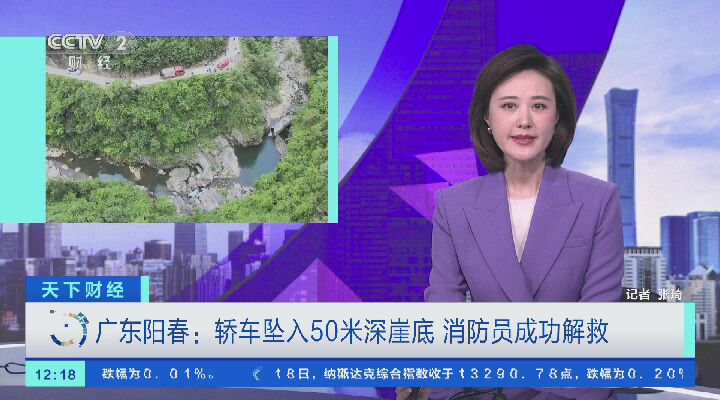 CCTV 2
财经
记者 张琦
天下财经
广东阳春：轿车坠入50米深崖底 消防员成功解救
12:18 跌幅为0.01%。 18日，纳斯达克综合指数收于13290.78点，跌幅为0.20%